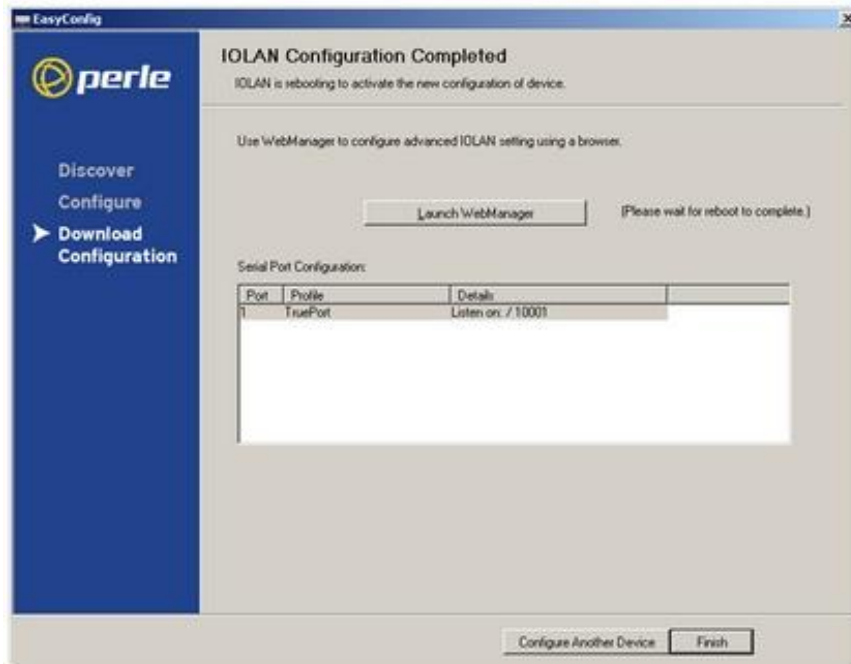 EasyConfig
perle
Discover
Configure
Download
Configuration
IOLAN Configuration Completed
IOLAN is rebooting to activate the new configuration of device.
Use WebManager to configure advanced IOLAN setting using a browser.
Launch WebManager
(Please wait for reboot to complete.)
Serial Port Configuration:
Port Profile Details
1 TruePort Listen on: / 10001
Configure Another Device
Finish